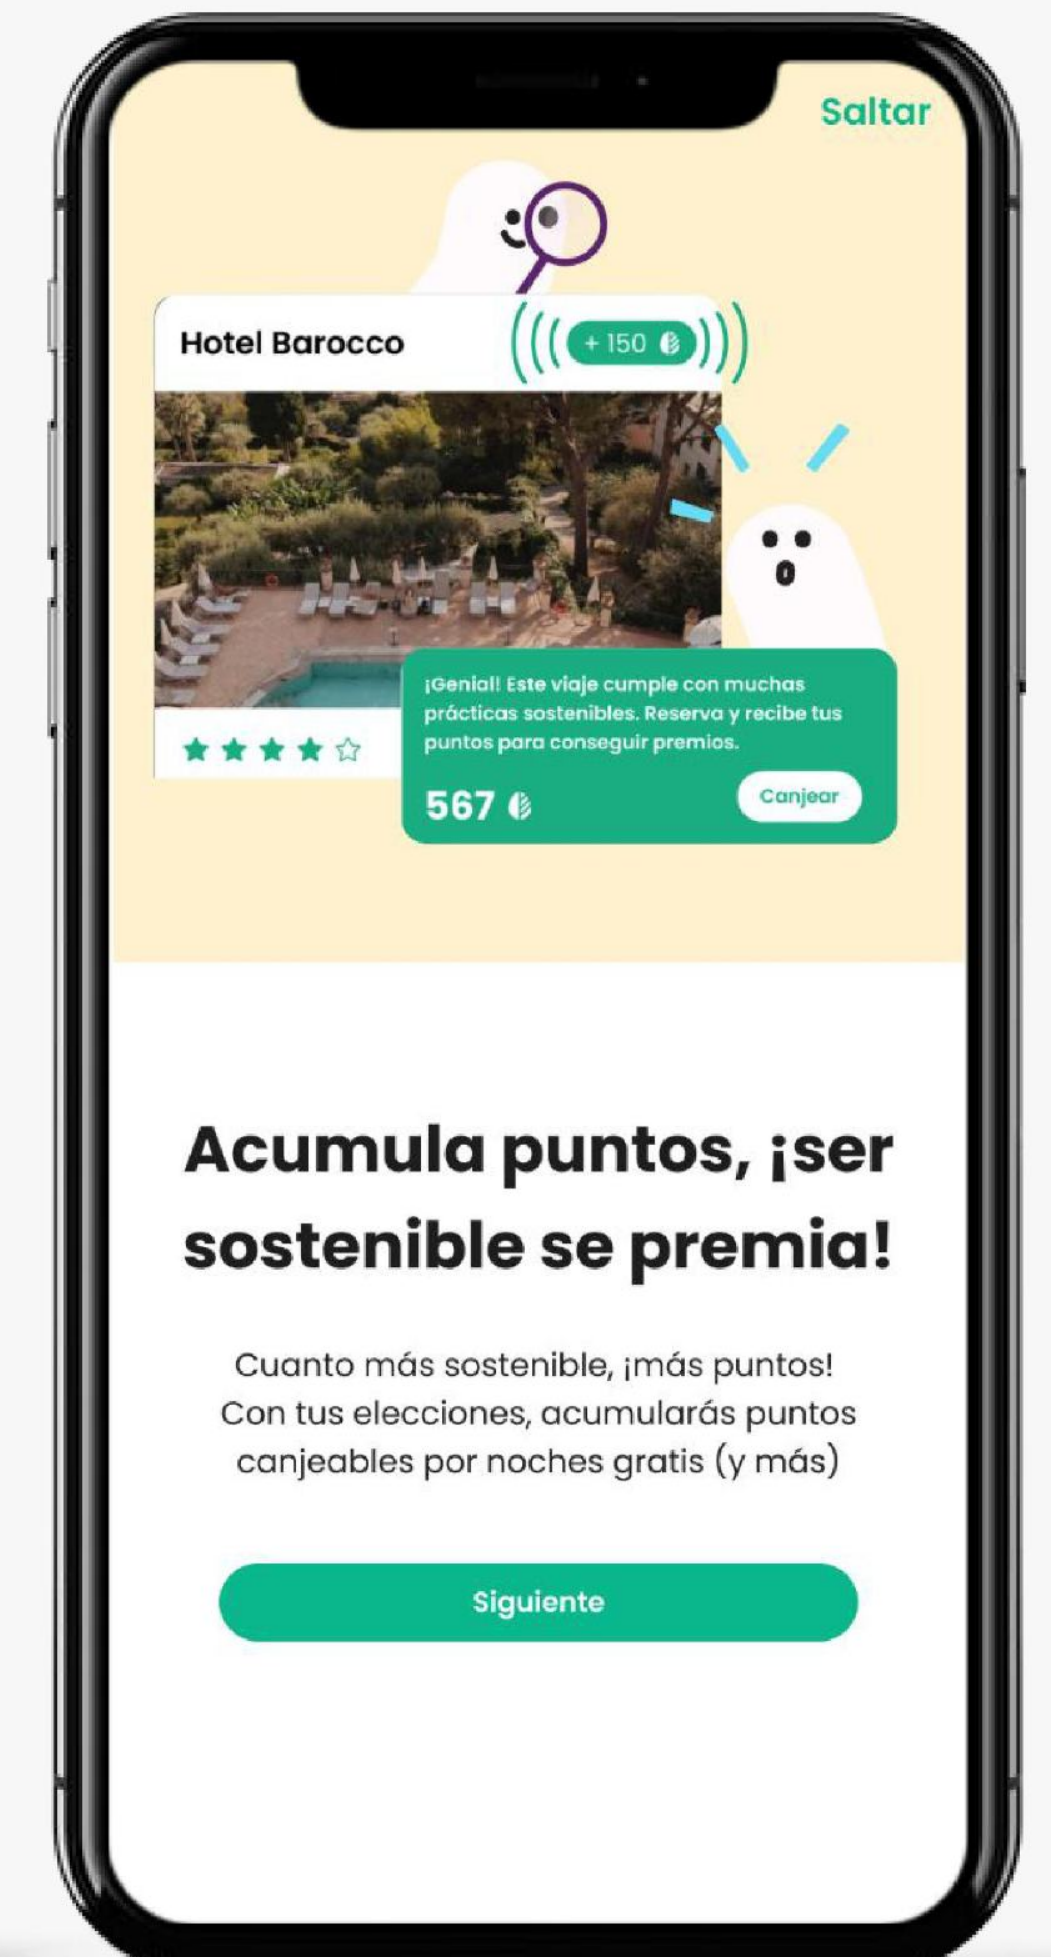 Saltar
Hotel Barocco
+ 150
¡Genial! Este viaje cumple con muchas
prácticas sostenibles. Reserva y recibe tus
puntos para conseguir premios.
567
Canjear
Acumula puntos, ¡ser
sostenible se premia!
Cuanto más sostenible, ¡más puntos!
Con tus elecciones, acumularás puntos
canjeables por noches gratis (y más)
Siguiente